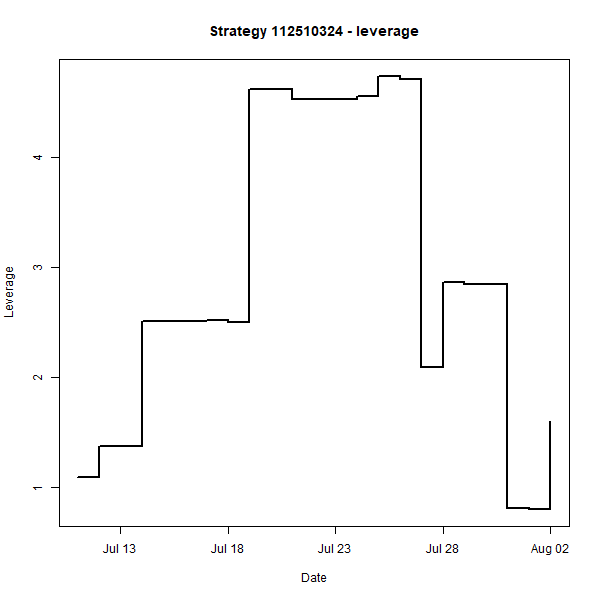 Strategy 112510324 - leverage
Leverage
4
3
2
1
Jul 13
Jul 18
Jul 23
Jul 28
Aug 02
Date